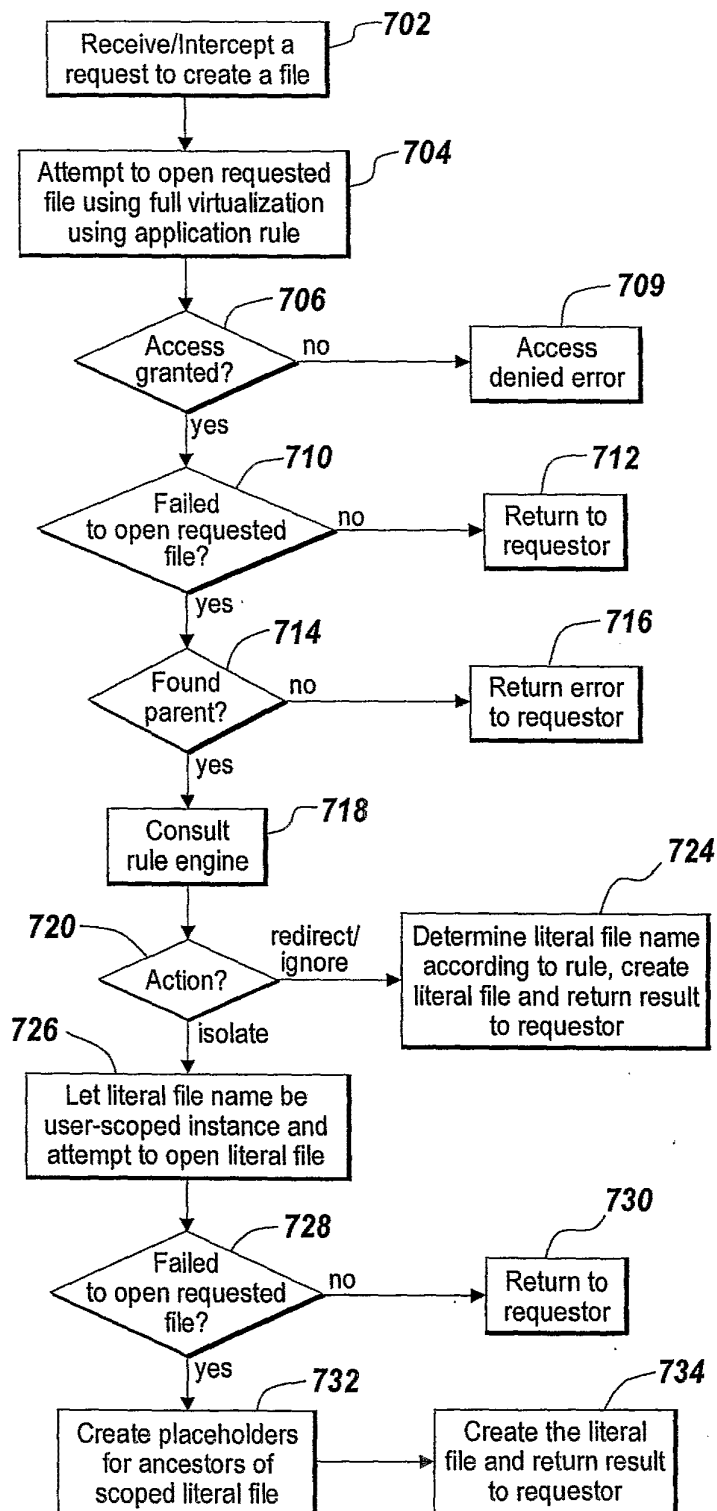 702
Receive/Intercept a
request to create a file
704
Attempt to open requested
file using full virtualization
using application rule
706
Access
granted?
no
709
Access
denied error
yes
710
Failed
to open requested
file?
no
712
Return to
requestor
yes
714
Found
parent?
no
716
Return error
to requestor
yes
718
Consult
rule engine
720
Action?
redirect/
ignore
724
Determine literal file name
according to rule, create
literal file and return result
to requestor
isolate
726
Let literal file name be
user-scoped instance and
attempt to open literal file
728
Failed
to open requested
file?
no
730
Return to
requestor
yes
732
Create placeholders
for ancestors of
scoped literal file
734
Create the literal
file and return result
to requestor